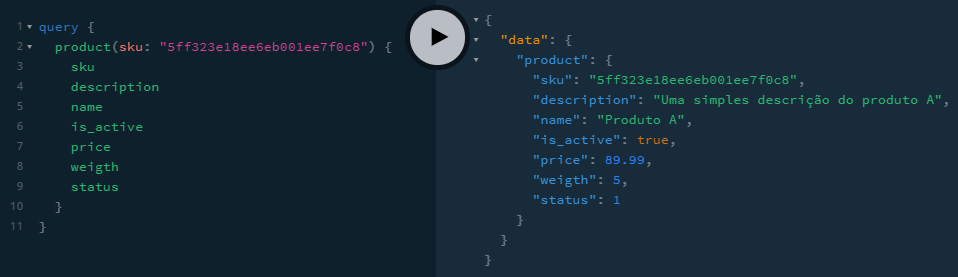 1 query {
2 product(sku: "5ff323e18ee6eb001ee7f0c8") {
3 sku
4 description
5 name
6 is_active
7 price
8 weigth
9 status
10 }
11 }
{
"data": {
"product": {
"sku": "5ff323e18ee6eb001ee7f0c8",
"description": "Uma simples descrição do produto A",
"name": "Produto A",
"is_active": true,
"price": 89.99,
"weigth": 5,
"status": 1
}
}
}